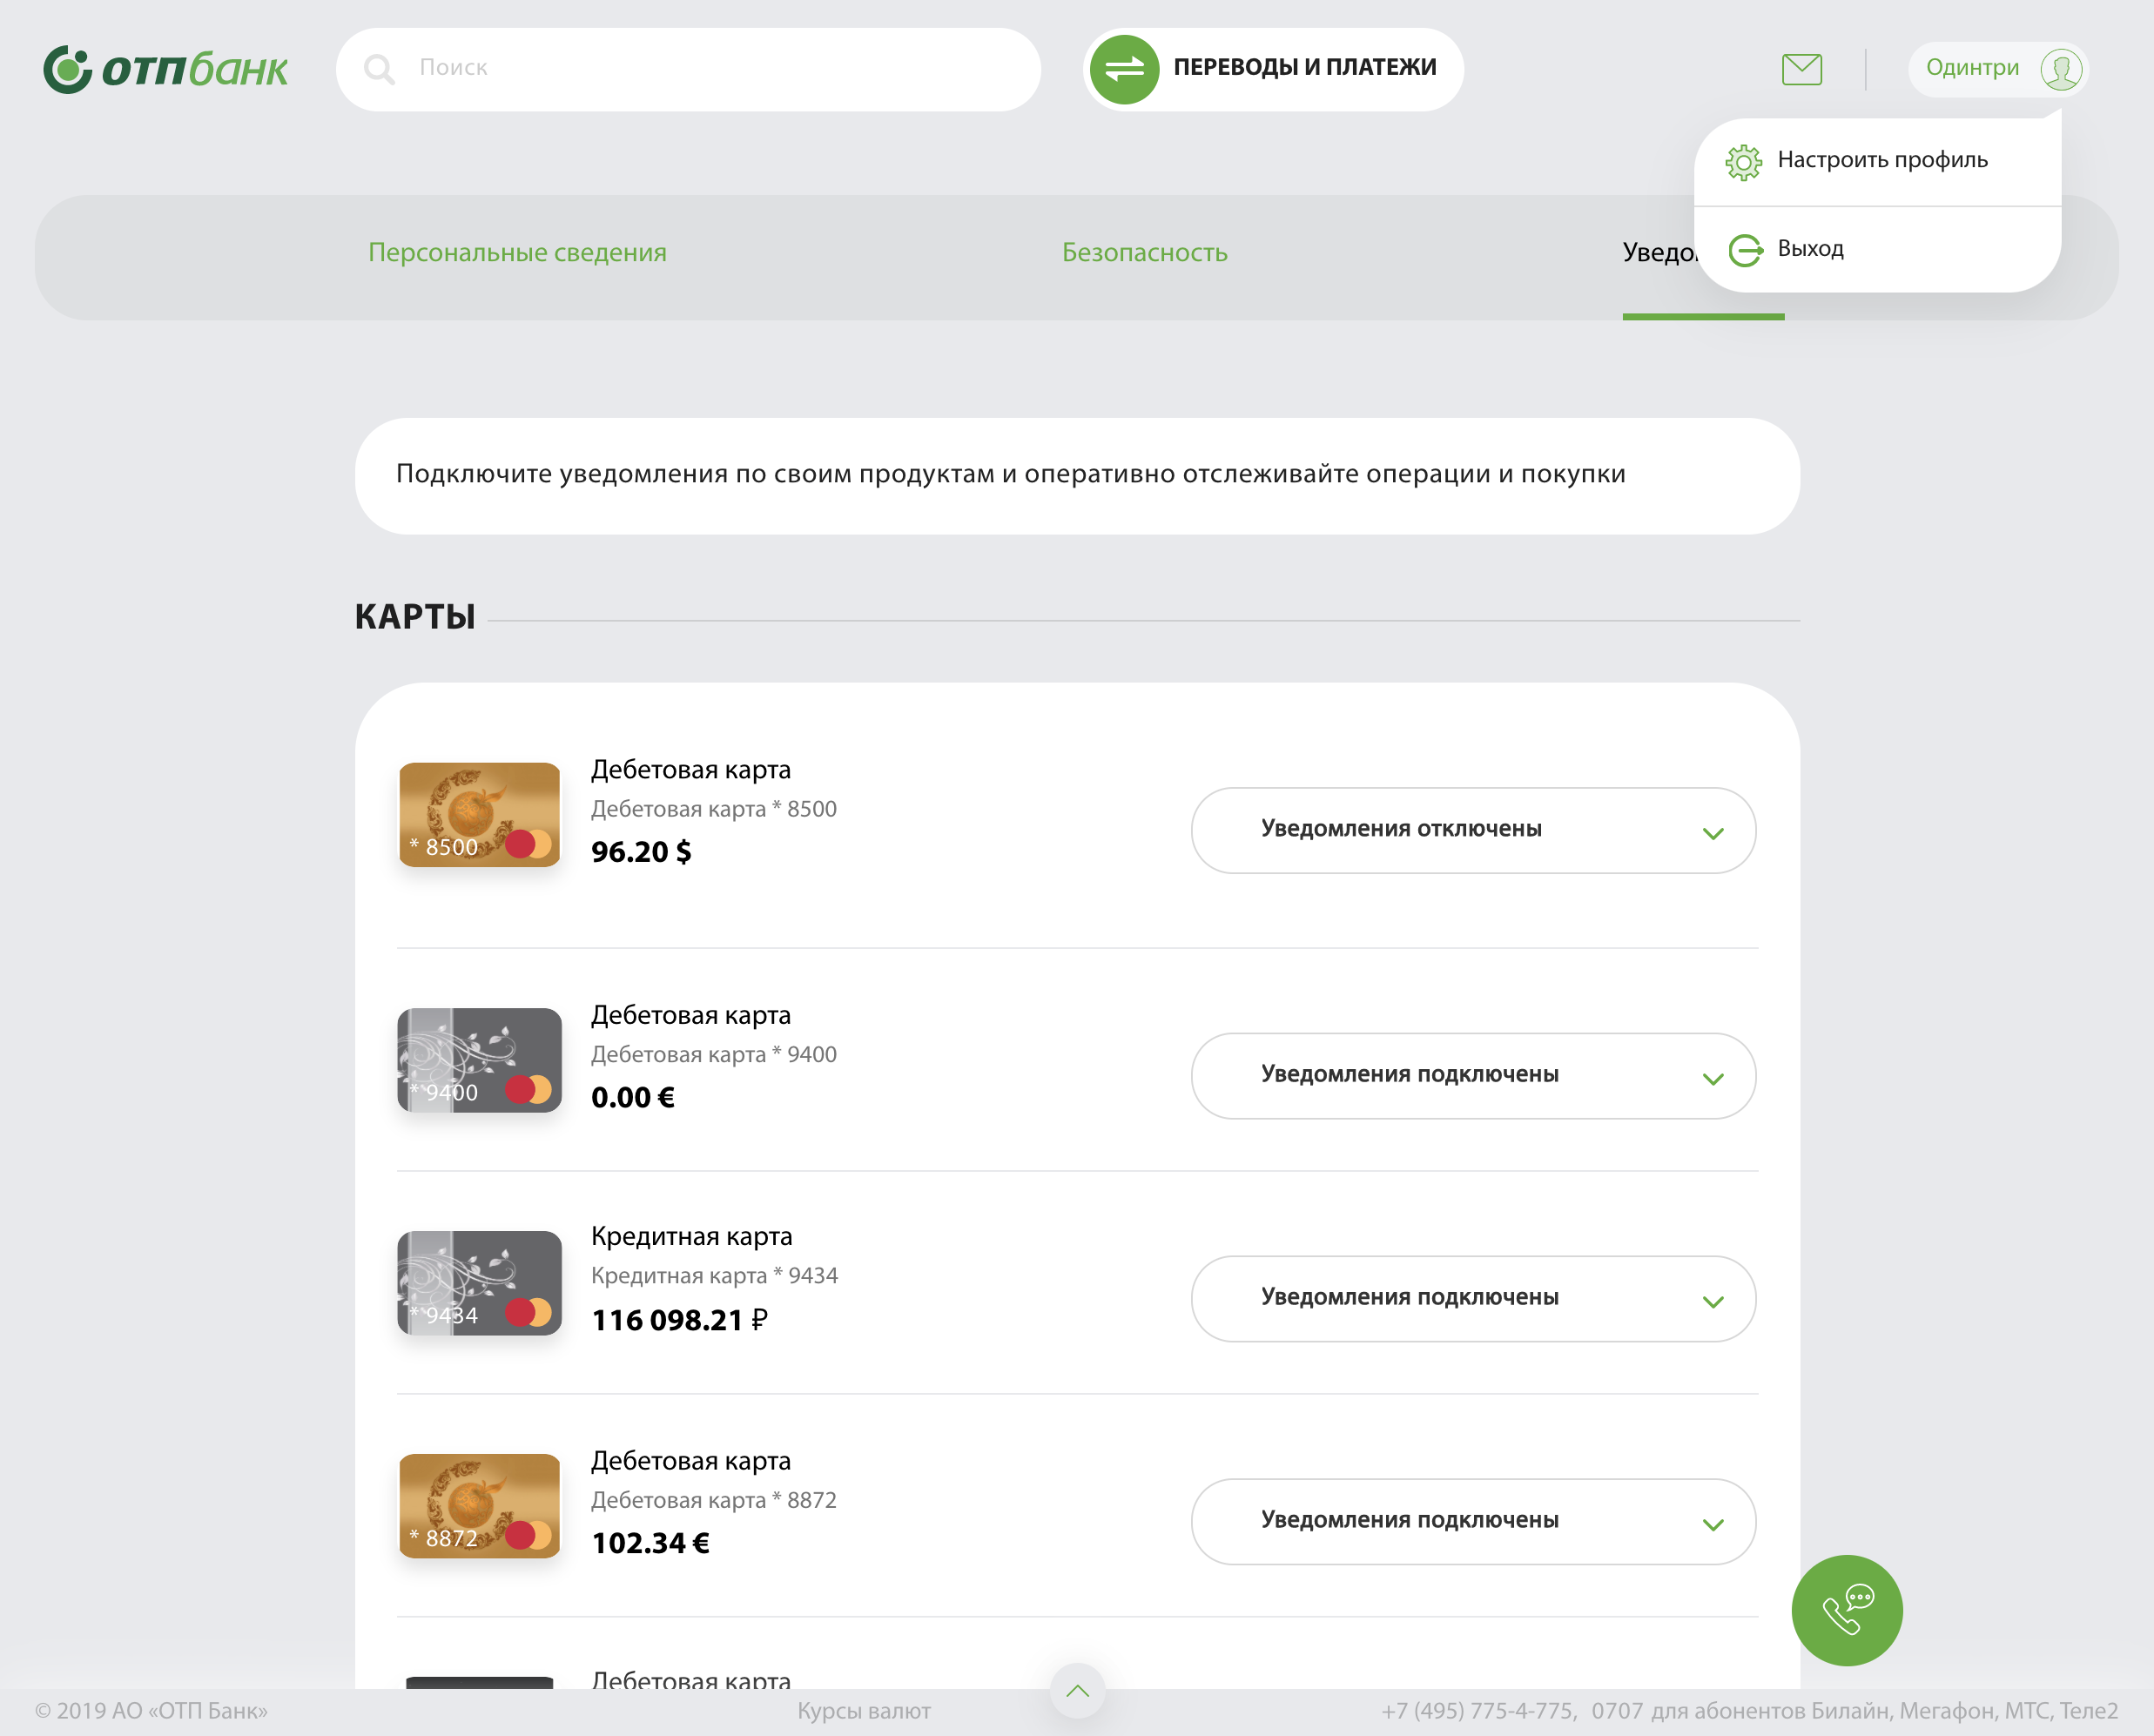 ОТПбанк
Поиск
ПЕРЕВОДЫ И ПЛАТЕЖИ
Одинтри
Настроить профиль
Выход
Персональные сведения
Безопасность
Подключите уведомления по своим продуктам и оперативно отслеживайте операции и покупки
КАРТЫ
* 8500
Дебетовая карта
Дебетовая карта * 8500
96.20 $
Уведомления отключены
* 9400
Дебетовая карта
Дебетовая карта * 9400
0.00 €
Уведомления подключены
* 9434
Кредитная карта
Кредитная карта * 9434
116 098.21 ₽
Уведомления подключены
* 8872
Дебетовая карта
Дебетовая карта * 8872
102.34 €
Уведомления подключены
Дебетовая карта
© 2019 АО «ОТП Банк»
Курсы валют
+7 (495) 775-4-775, 0707 для абонентов Билайн, Мегафон, МТС, Теле2